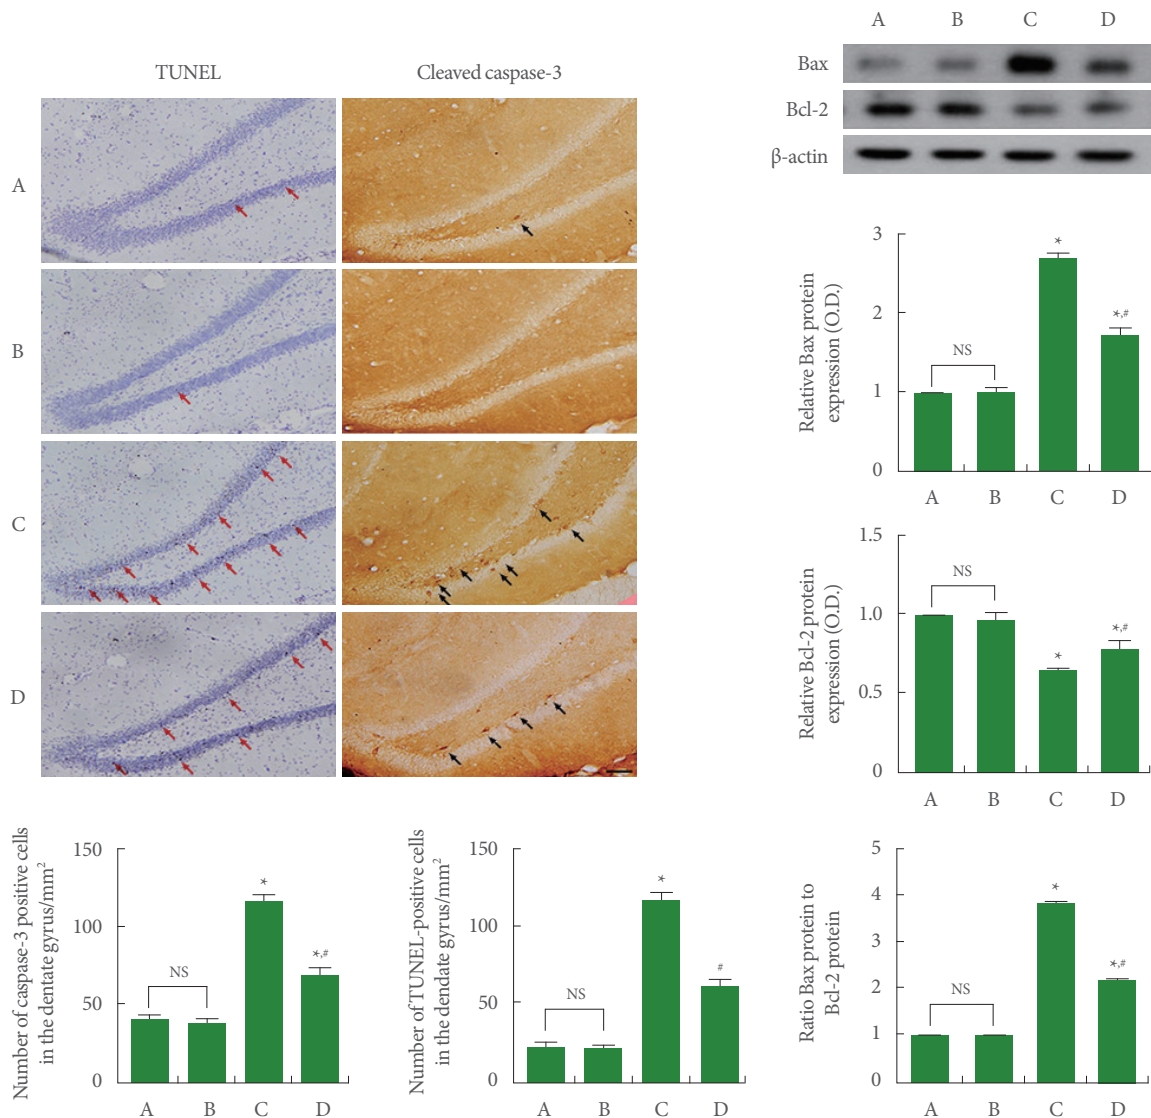 A B C D
Bax
Bcl-2
β-actin
TUNEL
Cleaved caspase-3
A
B
C
D
Relative Bax protein
expression (O.D.)
3
2
1
0
NS
*
*,#
A B C D
Relative Bcl-2 protein
expression (O.D.)
1.5
1.0
0.5
0
NS
*
*,#
A B C D
Number of caspase-3 positive cells
in the dentate gyrus/mm²
150
100
50
0
NS
*
*,#
A B C D
Number of TUNEL-positive cells
in the dendate gyrus/mm²
150
100
50
0
NS
*
#
A B C D
Ratio Bax protein to
Bcl-2 protein
5
4
3
2
1
0
NS
*
*,#
A B C D